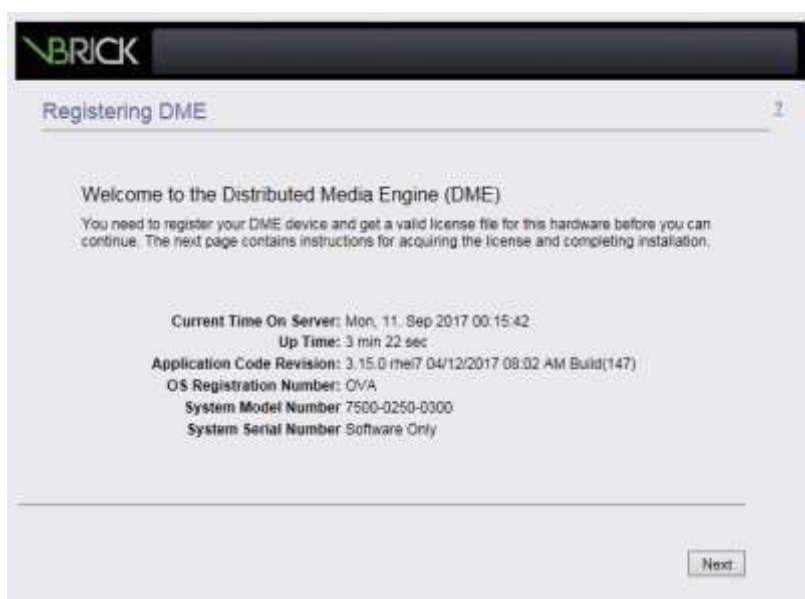 VBRICK
Registering DME
?
Welcome to the Distributed Media Engine (DME)
You need to register your DME device and get a valid license file for this hardware before you can
continue. The next page contains instructions for acquiring the license and completing installation.
Current Time On Server: Mon, 11. Sep 2017 00:15:42
Up Time: 3 min 22 sec
Application Code Revision: 3.15.0 rhel7 04/12/2017 08:02 AM Build(147)
OS Registration Number: OVA
System Model Number 7500-0250-0300
System Serial Number Software Only
Next